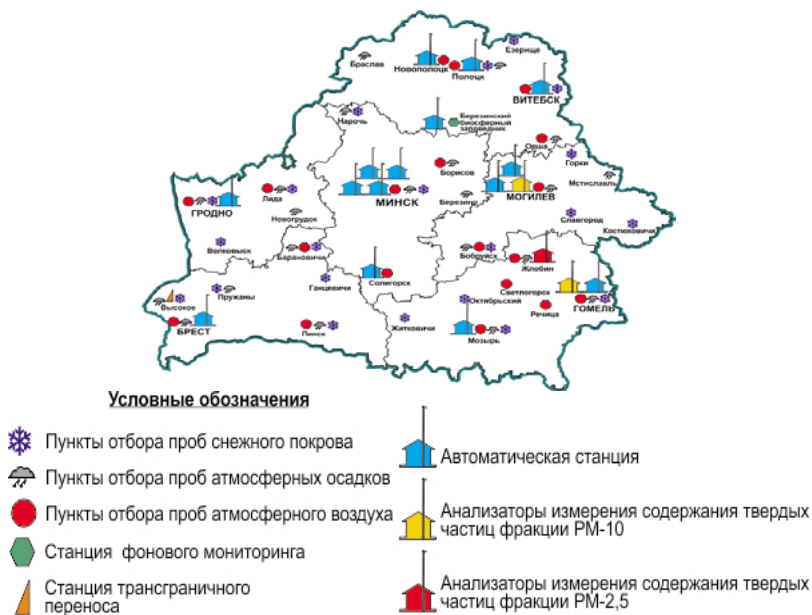 Езерище
Браслав
Новополоцк
Полоцк
ВИТЕБСК
Нарочь
Березинский
биосферный
заповедник
Орша
Горки
Борисов
Мстиславль
МИНСК
Березино
МОГИЛЕВ
Лида
ГРОДНО
Новогрудок
Славгород
Костюковичи
Волковыск
Барановичи
Солигорск
Бобруйск
Жлобин
Ганцевичи
Пружаны
Высокое
Светлогорск
Октябрьский
Речица
ГОМЕЛЬ
БРЕСТ
Пинск
Житковичи
Мозырь
Условные обозначения
Пункты отбора проб снежного покрова
Пункты отбора проб атмосферных осадков
Пункты отбора проб атмосферного воздуха
Станция фонового мониторинга
Станция трансграничного
переноса
Автоматическая станция
Анализаторы измерения содержания твердых
частиц фракции РМ-10
Анализаторы измерения содержания твердых
частиц фракции РМ-2,5